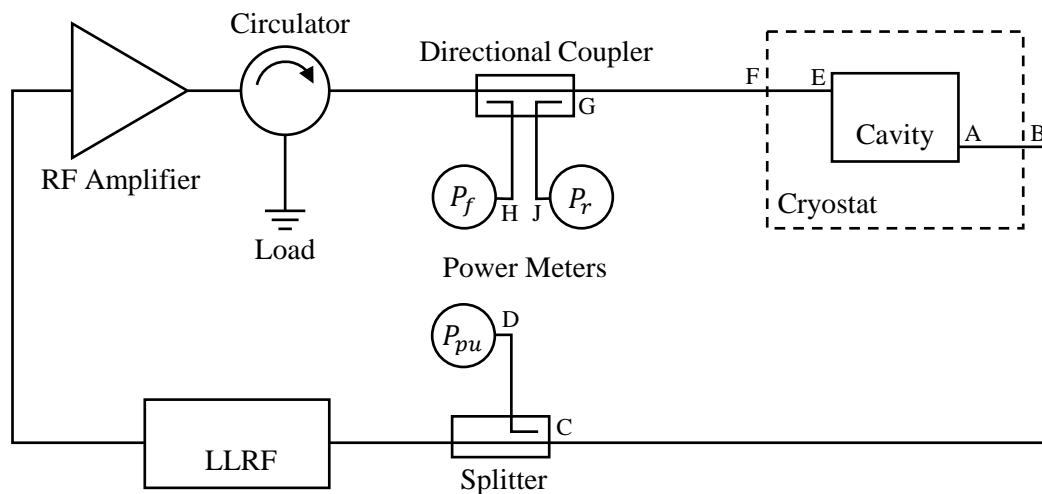 Circulator
Directional Coupler
F
E
G
Cavity
A
B
RF Amplifier
P_f
H
J
P_r
Cryostat
Load
Power Meters
P_pu
D
C
LLRF
Splitter